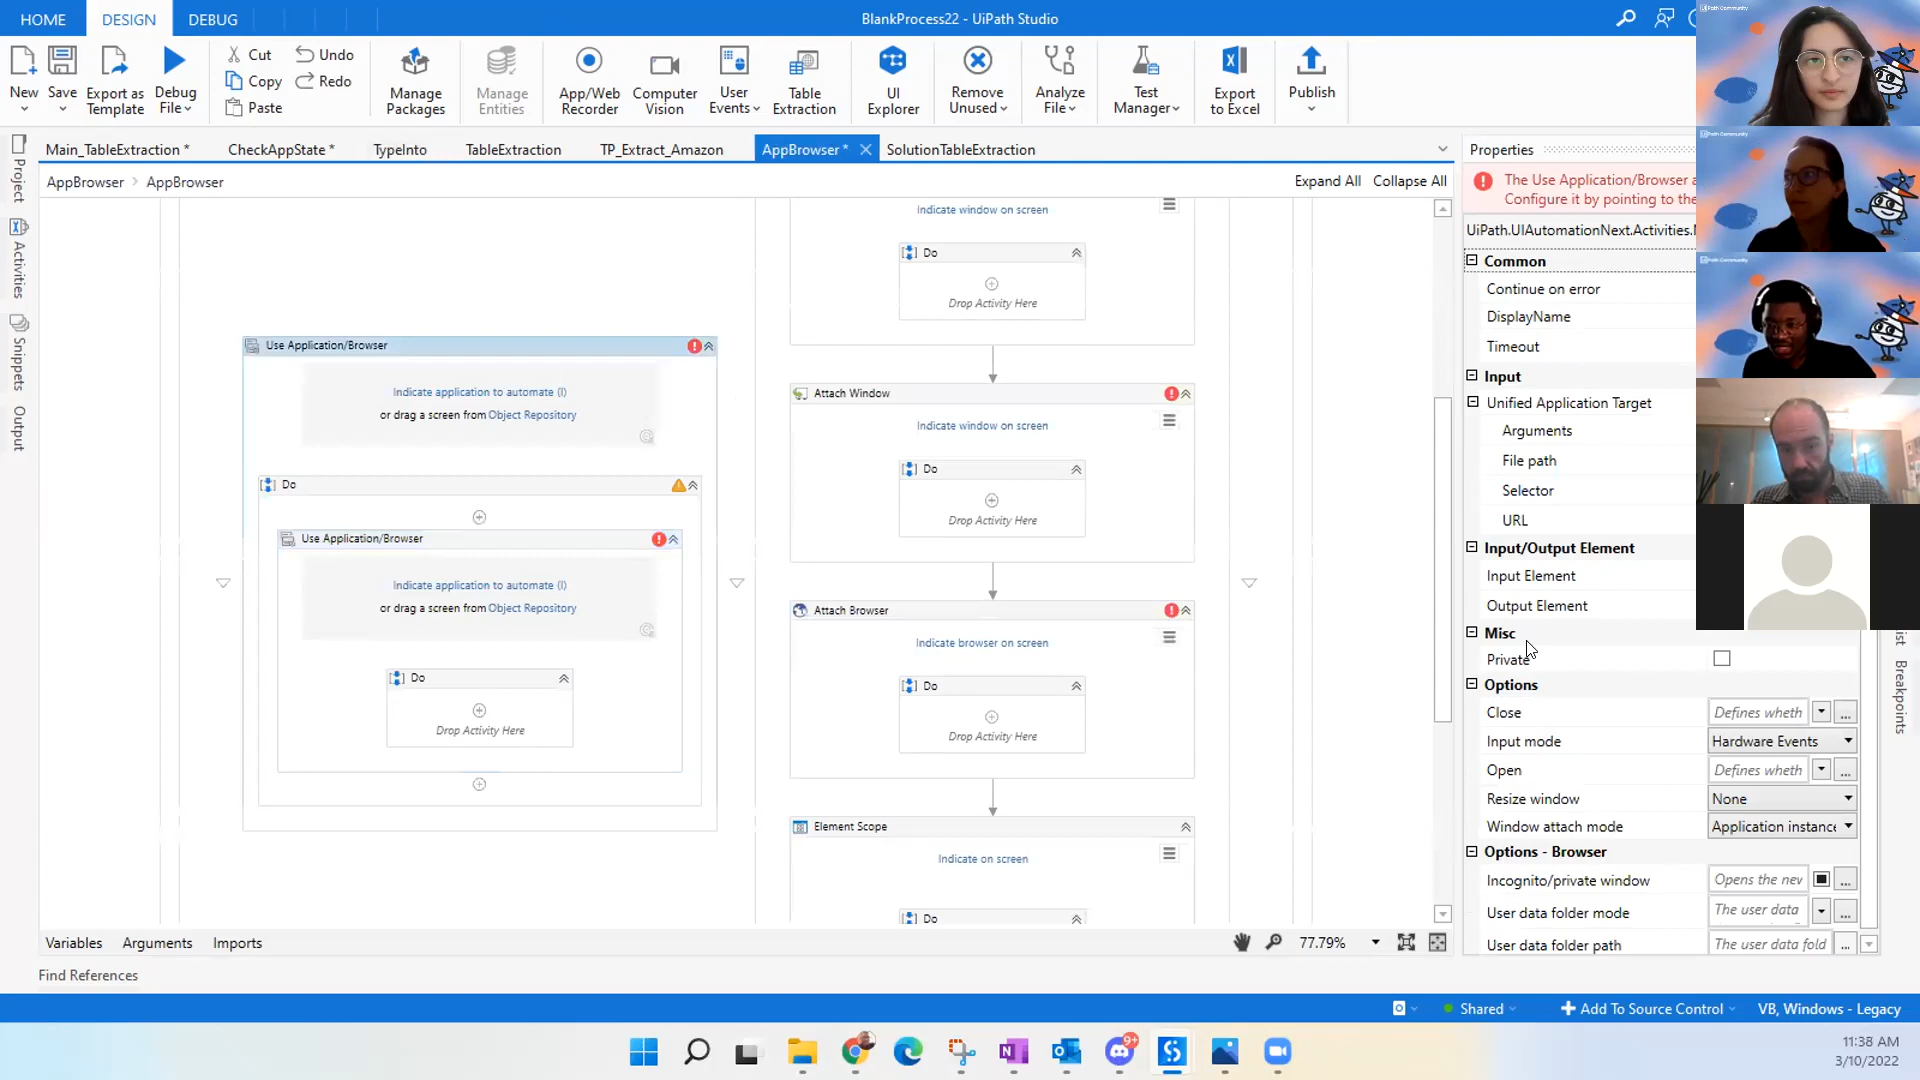 HOME
DESIGN
DEBUG
BlankProcess22 - UiPath Studio
New
Save
Export as
Template
Debug
File
Cut
Copy
Paste
Undo
Redo
Manage
Packages
Manage
Entities
App/Web
Recorder
Computer
Vision
User
Events
Table
Extraction
UI
Explorer
Remove
Unused
Analyze
File
Test
Manager
Export
to Excel
Publish
Main_TableExtraction *
CheckAppState *
TypeInto
TableExtraction
TP_Extract_Amazon
AppBrowser *
SolutionTableExtraction
AppBrowser
AppBrowser
Expand All
Collapse All
Project
Activities
Snippets
Output
Use Application/Browser
Indicate application to automate (I)
or drag a screen from Object Repository
Do
Use Application/Browser
Indicate application to automate (I)
or drag a screen from Object Repository
Do
Drop Activity Here
Indicate window on screen
Do
Drop Activity Here
Attach Window
Indicate window on screen
Do
Drop Activity Here
Attach Browser
Indicate browser on screen
Do
Drop Activity Here
Element Scope
Indicate on screen
Do
Properties
The Use Application/Browser
Configure it by pointing to the
UiPath.UIAutomationNext.Activities.
Common
Continue on error
DisplayName
Timeout
Input
Unified Application Target
Arguments
File path
Selector
URL
Input/Output Element
Input Element
Output Element
Misc
Private
Options
Close
Defines wheth
...
Input mode
Hardware Events
Open
Defines wheth
...
Resize window
None
Window attach mode
Application instance
Options - Browser
Incognito/private window
Opens the nev
...
User data folder mode
The user data
...
User data folder path
The user data fold
...
Breakpoints
Variables
Arguments
Imports
77.79%
Find References
Shared
Add To Source Control
VB, Windows - Legacy
9+
11:38 AM
3/10/2022